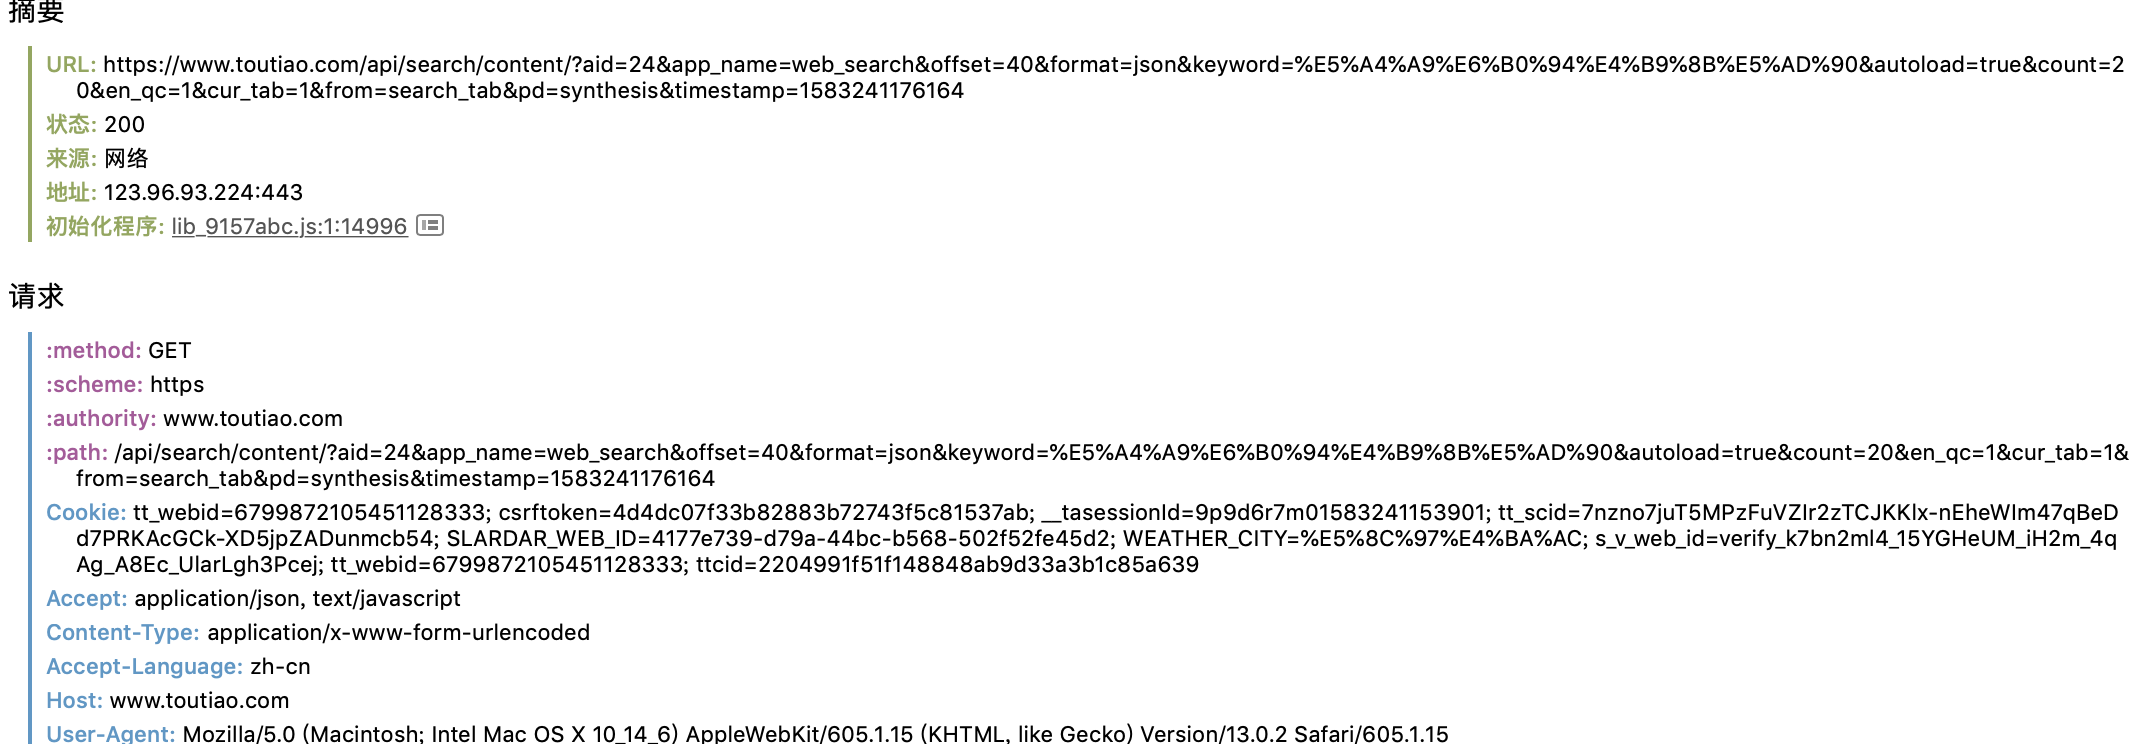 摘要
URL: https://www.toutiao.com/api/search/content/?aid=24&app_name=web_search&offset=40&format=json&keyword=%E5%A4%A9%E6%B0%94%E4%B9%8B%E5%AD%90&autoload=true&count=2
0&en_qc=1&cur_tab=1&from=search_tab&pd=synthesis&timestamp=1583241176164
状态: 200
来源: 网络
地址: 123.96.93.224:443
初始化程序: lib_9157abc.js:1:14996
请求
:method: GET
:scheme: https
:authority: www.toutiao.com
:path: /api/search/content/?aid=24&app_name=web_search&offset=40&format=json&keyword=%E5%A4%A9%E6%B0%94%E4%B9%8B%E5%AD%90&autoload=true&count=20&en_qc=1&cur_tab=1&
from=search_tab&pd=synthesis&timestamp=1583241176164
Cookie: tt_webid=6799872105451128333; csrftoken=4d4dc07f33b82883b72743f5c81537ab; __tasessionId=9p9d6r7m01583241153901; tt_scid=7nzno7juT5MPzFuVZIr2zTCJKKlx-nEheWIm47qBeD
d7PRKAcGCk-XD5jpZADunmcb54; SLARDAR_WEB_ID=4177e739-d79a-44bc-b568-502f52fe45d2; WEATHER_CITY=%E5%8C%97%E4%BA%AC; s_v_web_id=verify_k7bn2ml4_15YGHeUM_iH2m_4q
Ag_A8Ec_UlarLgh3Pcej; tt_webid=6799872105451128333; ttcid=2204991f51f148848ab9d33a3b1c85a639
Accept: application/json, text/javascript
Content-Type: application/x-www-form-urlencoded
Accept-Language: zh-cn
Host: www.toutiao.com
User-Agent: Mozilla/5.0 (Macintosh; Intel Mac OS X 10_14_6) AppleWebKit/605.1.15 (KHTML, like Gecko) Version/13.0.2 Safari/605.1.15